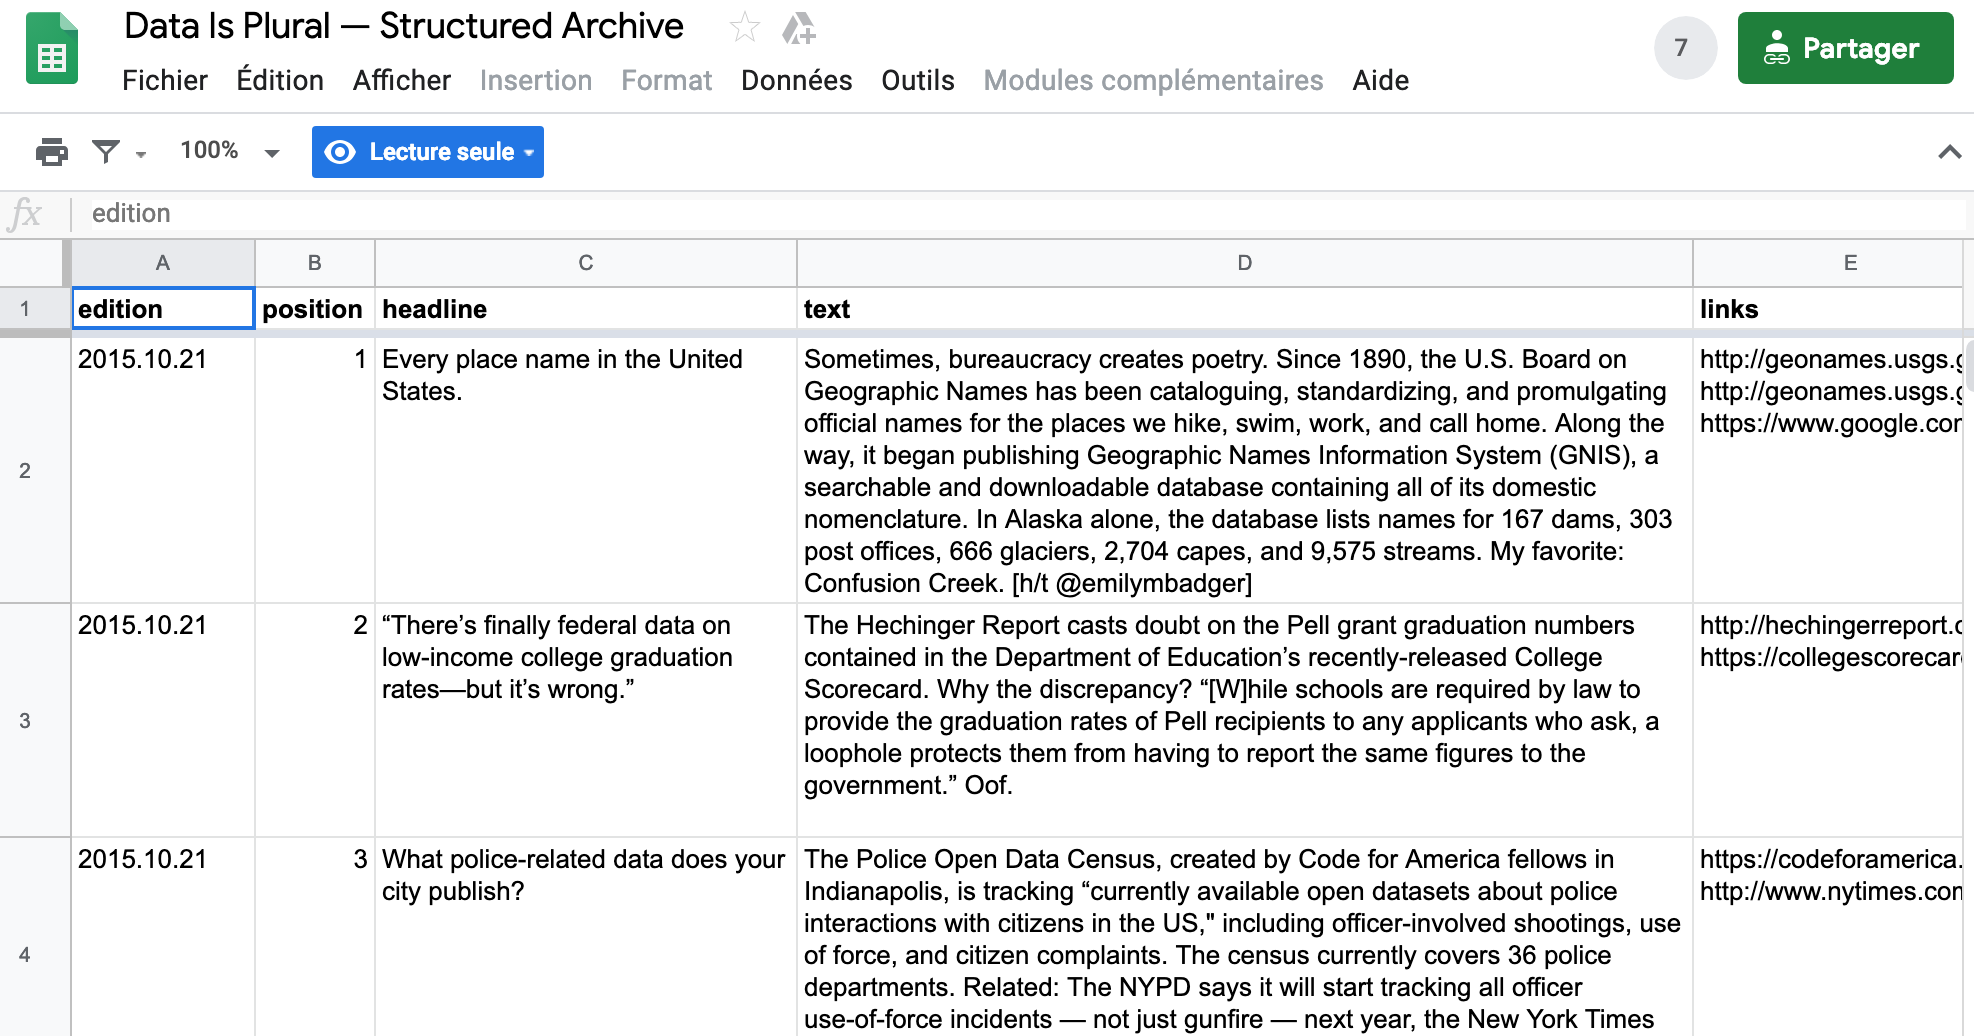 Data Is Plural — Structured Archive
7
Partager
Fichier Édition Afficher Insertion Format Données Outils Modules complémentaires Aide
100%
Lecture seule
fx
edition
A B C D E
1 edition position headline text links
2
2015.10.21
1
Every place name in the United
States.
Sometimes, bureaucracy creates poetry. Since 1890, the U.S. Board on
Geographic Names has been cataloguing, standardizing, and promulgating
official names for the places we hike, swim, work, and call home. Along the
way, it began publishing Geographic Names Information System (GNIS), a
searchable and downloadable database containing all of its domestic
nomenclature. In Alaska alone, the database lists names for 167 dams, 303
post offices, 666 glaciers, 2,704 capes, and 9,575 streams. My favorite:
Confusion Creek. [h/t @emilymbadger]
http://geonames.usgs.g
http://geonames.usgs.g
https://www.google.com
3
2015.10.21
2
“There’s finally federal data on
low-income college graduation
rates—but it’s wrong.”
The Hechinger Report casts doubt on the Pell grant graduation numbers
contained in the Department of Education’s recently-released College
Scorecard. Why the discrepancy? “[W]hile schools are required by law to
provide the graduation rates of Pell recipients to any applicants who ask, a
loophole protects them from having to report the same figures to the
government.” Oof.
http://hechingerreport.o
https://collegescorecar
4
2015.10.21
3
What police-related data does your
city publish?
The Police Open Data Census, created by Code for America fellows in
Indianapolis, is tracking “currently available open datasets about police
interactions with citizens in the US," including officer-involved shootings, use
of force, and citizen complaints. The census currently covers 36 police
departments. Related: The NYPD says it will start tracking all officer
use-of-force incidents — not just gunfire — next year, the New York Times
https://codeforamerica.
http://www.nytimes.com